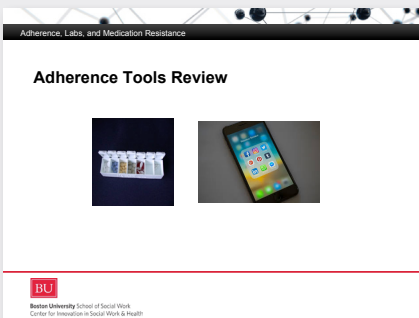 Adherence, Labs, and Medication Resistance
Adherence Tools Review
BU
Boston University School of Social Work
Center for Innovation in Social Work & Health